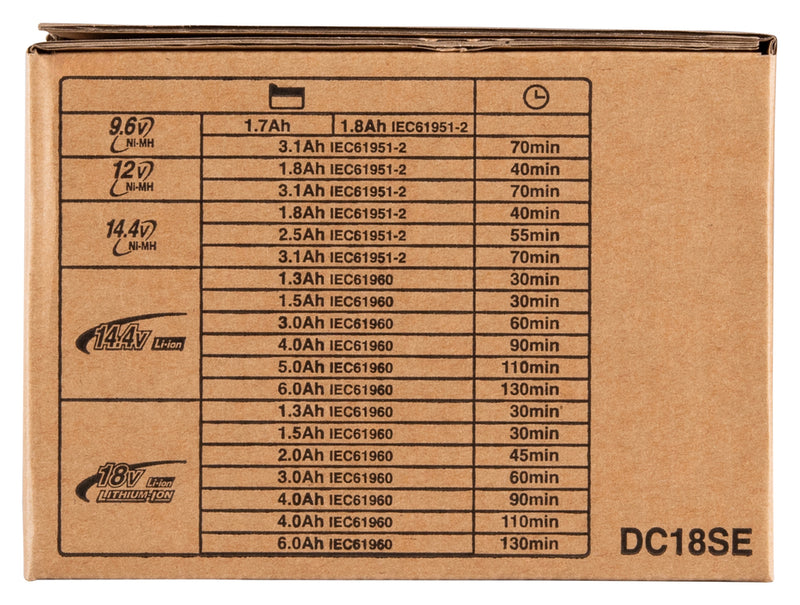 9.6V Ni-MH 1.7Ah 1.8Ah IEC61951-2
3.1Ah IEC61951-2 70min
12V Ni-MH 1.8Ah IEC61951-2 40min
3.1Ah IEC61951-2 70min
1.8Ah IEC61951-2 40min
14.4V Ni-MH 2.5Ah IEC61951-2 55min
3.1Ah IEC61951-2 70min
1.3Ah IEC61960 30min
1.5Ah IEC61960 30min
3.0Ah IEC61960 60min
14.4V Li-ion 4.0Ah IEC61960 90min
5.0Ah IEC61960 110min
6.0Ah IEC61960 130min
1.3Ah IEC61960 30min
1.5Ah IEC61960 30min
2.0Ah IEC61960 45min
18V Li-ion 3.0Ah IEC61960 60min
LITHIUM-ION 4.0Ah IEC61960 90min
4.0Ah IEC61960 110min
6.0Ah IEC61960 130min
DC18SE